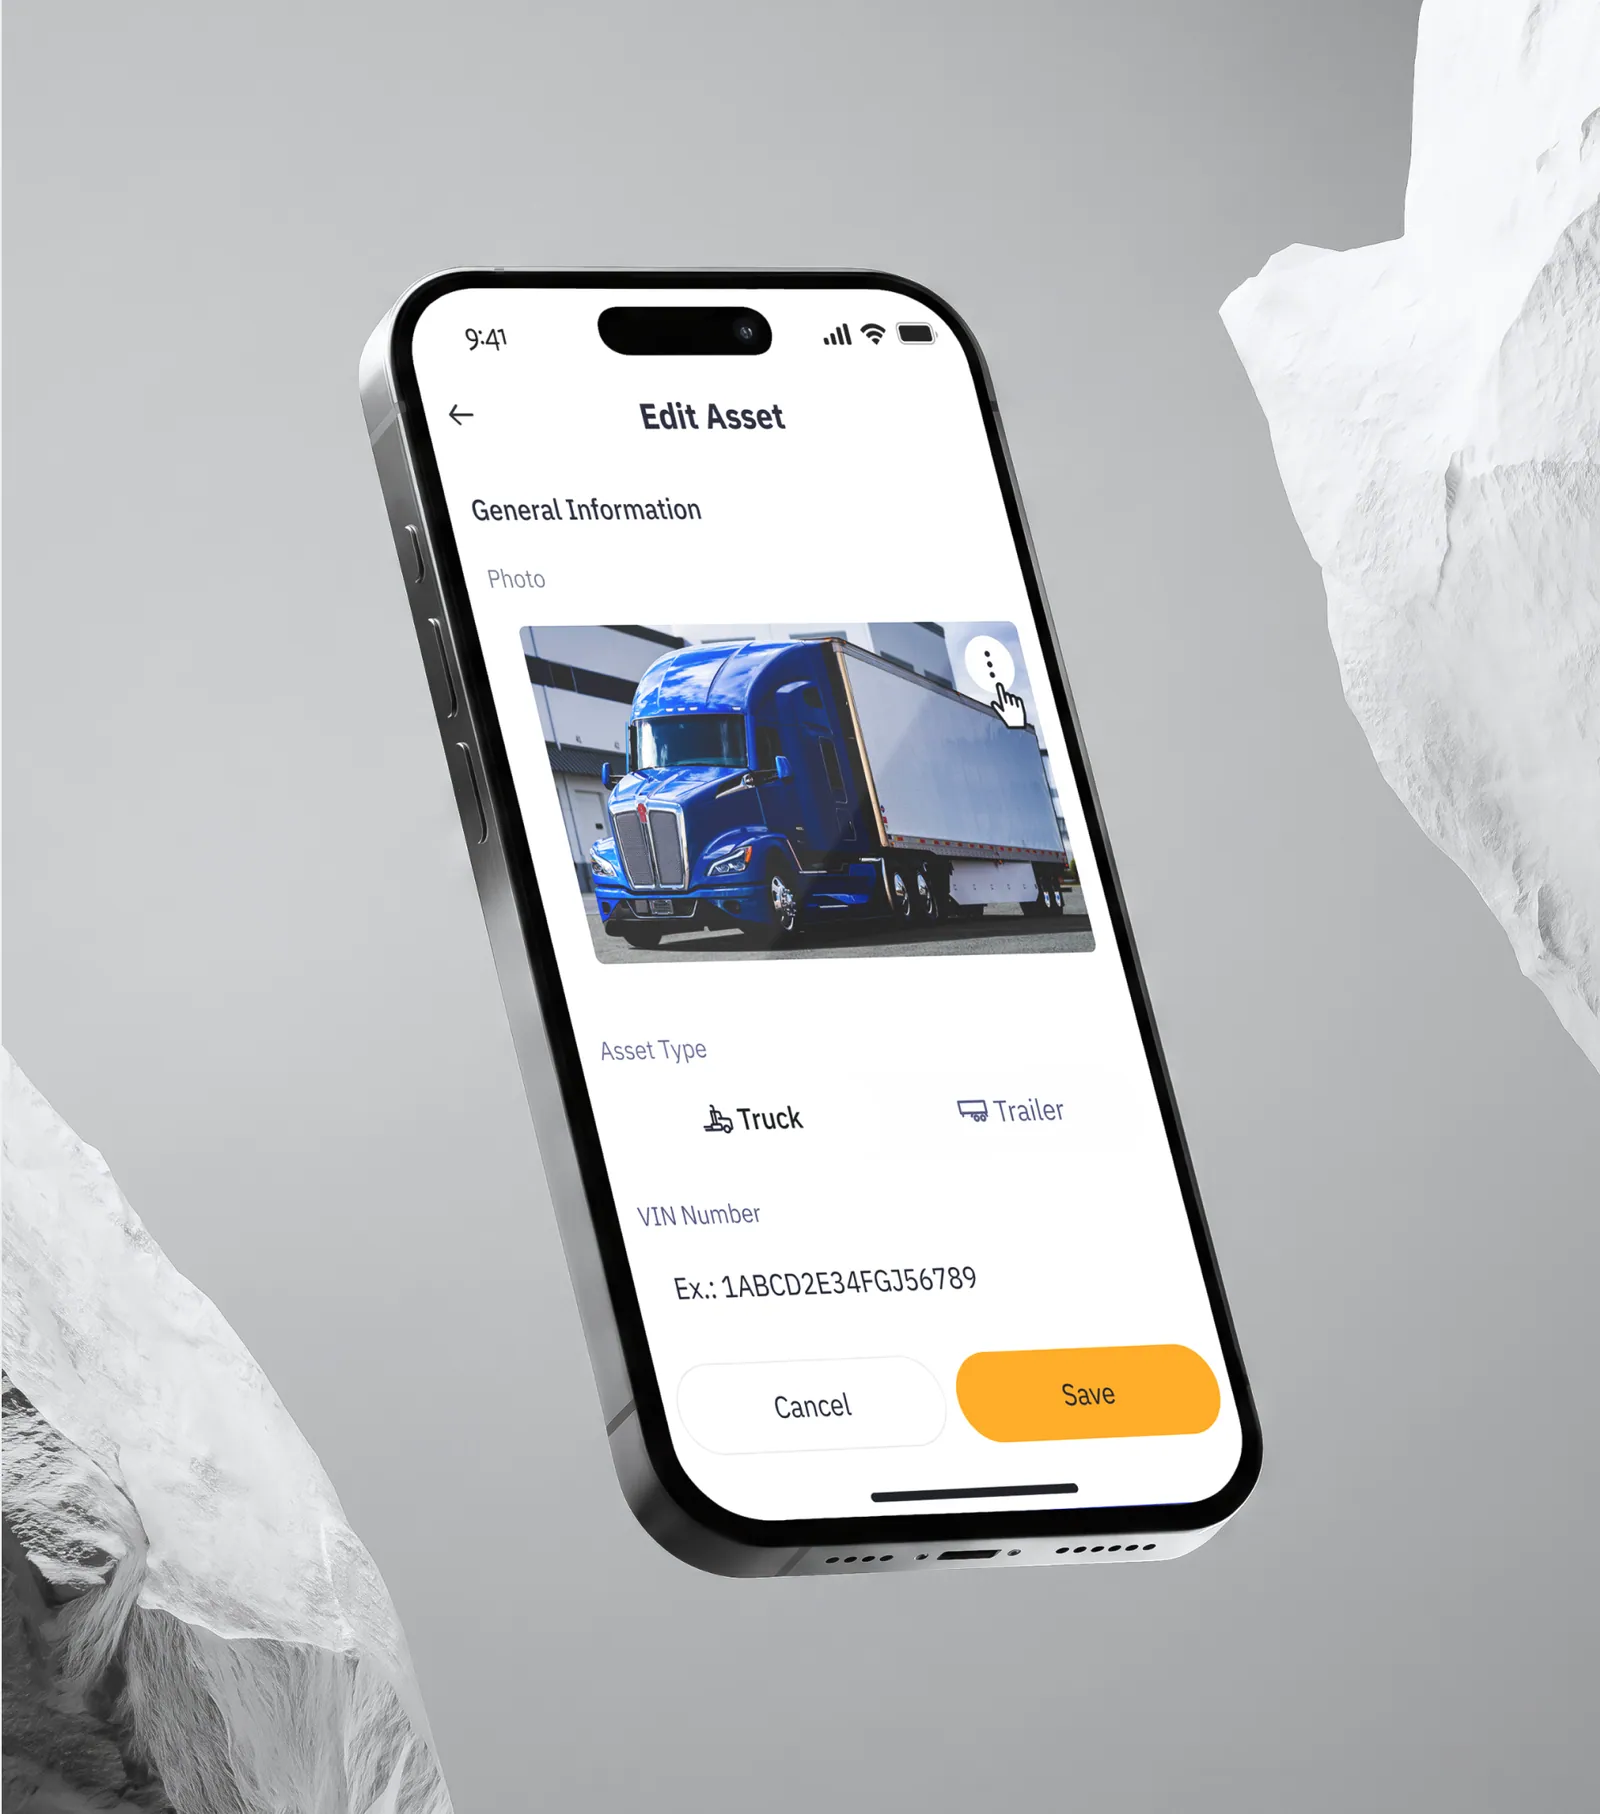 9:41
Edit Asset
General Information
Photo
Asset Type
Truck
Trailer
VIN Number
Ex.: 1ABCD2E34FGJ56789
Cancel
Save